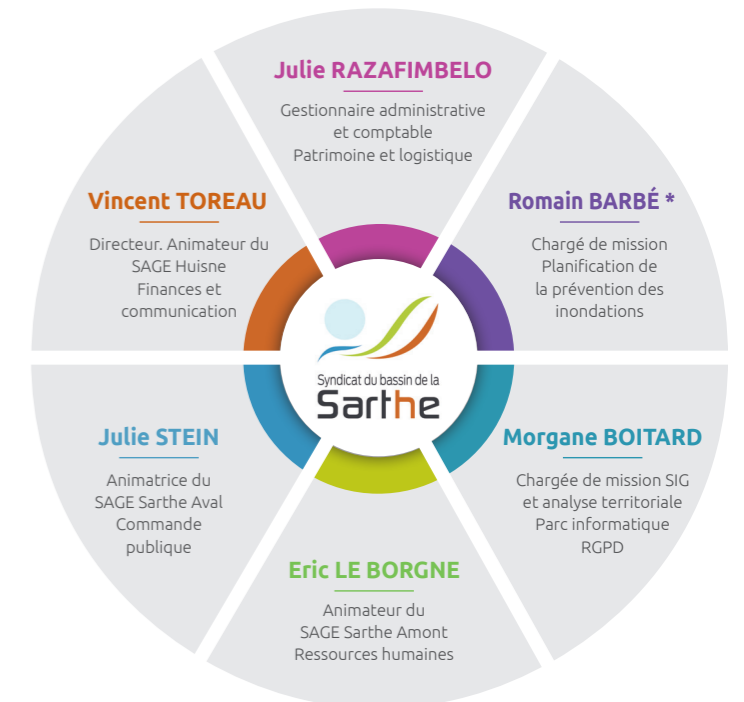 Julie RAZAFIMBELO
Gestionnaire administrative
et comptable
Patrimoine et logistique
Vincent TOREAU
Directeur. Animateur du
SAGE Huisne
Finances et
communication
Romain BARBÉ *
Chargé de mission
Planification de
la prévention des
inondations
Syndicat du bassin de la
Sarthe
Julie STEIN
Animatrice du
SAGE Sarthe Aval
Commande
publique
Morgane BOITARD
Chargée de mission SIG
et analyse territoriale
Parc informatique
RGPD
Eric LE BORGNE
Animateur du
SAGE Sarthe Amont
Ressources humaines